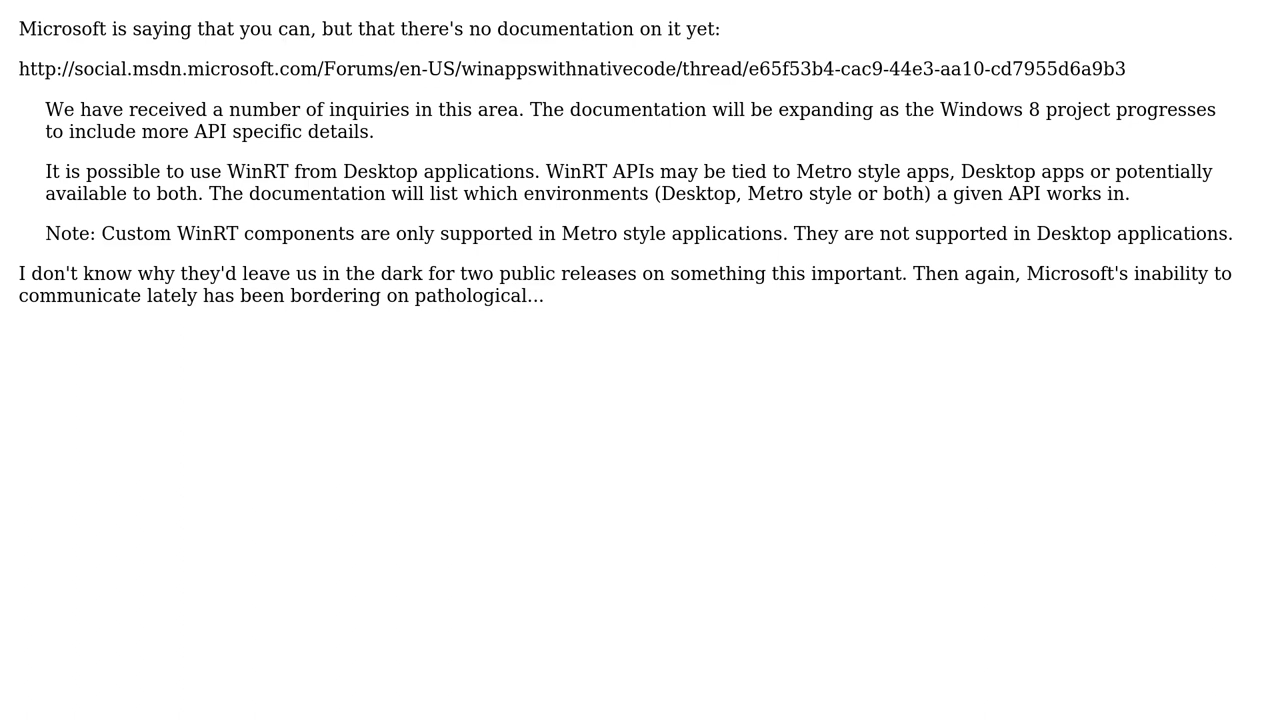 Microsoft is saying that you can, but that there's no documentation on it yet:
http://social.msdn.microsoft.com/Forums/en-US/winappswithnativecode/thread/e65f53b4-cac9-44e3-aa10-cd7955d6a9b3
We have received a number of inquiries in this area. The documentation will be expanding as the Windows 8 project progresses
to include more API specific details.
It is possible to use WinRT from Desktop applications. WinRT APIs may be tied to Metro style apps, Desktop apps or potentially
available to both. The documentation will list which environments (Desktop, Metro style or both) a given API works in.
Note: Custom WinRT components are only supported in Metro style applications. They are not supported in Desktop applications.
I don't know why they'd leave us in the dark for two public releases on something this important. Then again, Microsoft's inability to
communicate lately has been bordering on pathological...